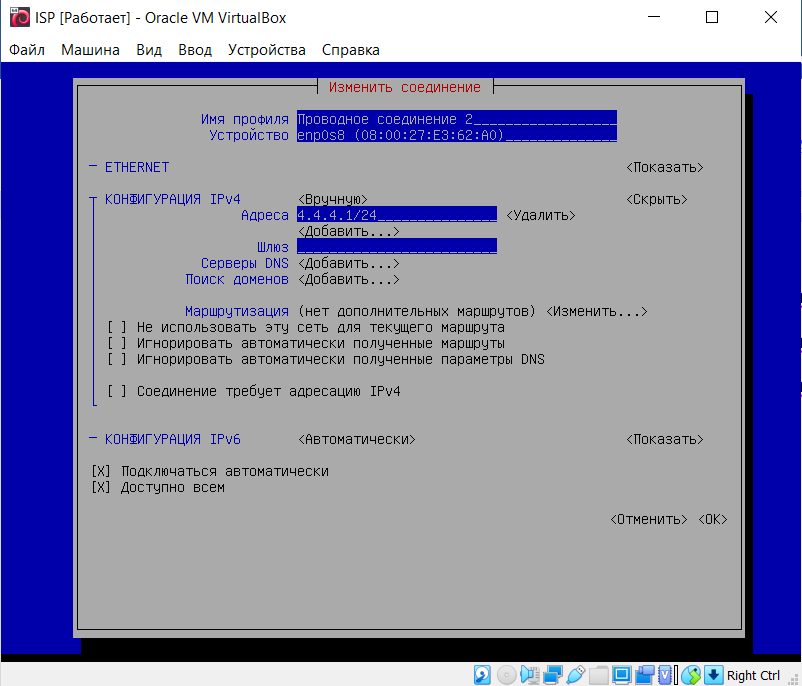 ISP [Работает] - Oracle VM VirtualBox
Файл Машина Вид Ввод Устройства Справка
Изменить соединение
Имя профиля Проводное соединение 2
Устройство enp0s8 (08:00:27:E3:62:A0)
ETHERNET <Показать>
КОНФИГУРАЦИЯ IPv4 <Вручную> <Скрыть>
Адреса 4.4.4.1/24 <Удалить>
<Добавить...>
Шлюз
Серверы DNS <Добавить...>
Поиск доменов <Добавить...>
Маршрутизация (нет дополнительных маршрутов) <Изменить...>
[ ] Не использовать эту сеть для текущего маршрута
[ ] Игнорировать автоматически полученные маршруты
[ ] Игнорировать автоматически полученные параметры DNS
[ ] Соединение требует адресацию IPv4
КОНФИГУРАЦИЯ IPv6 <Автоматически> <Показать>
[X] Подключаться автоматически
[X] Доступно всем
<Отменить> <OK>
Right Ctrl